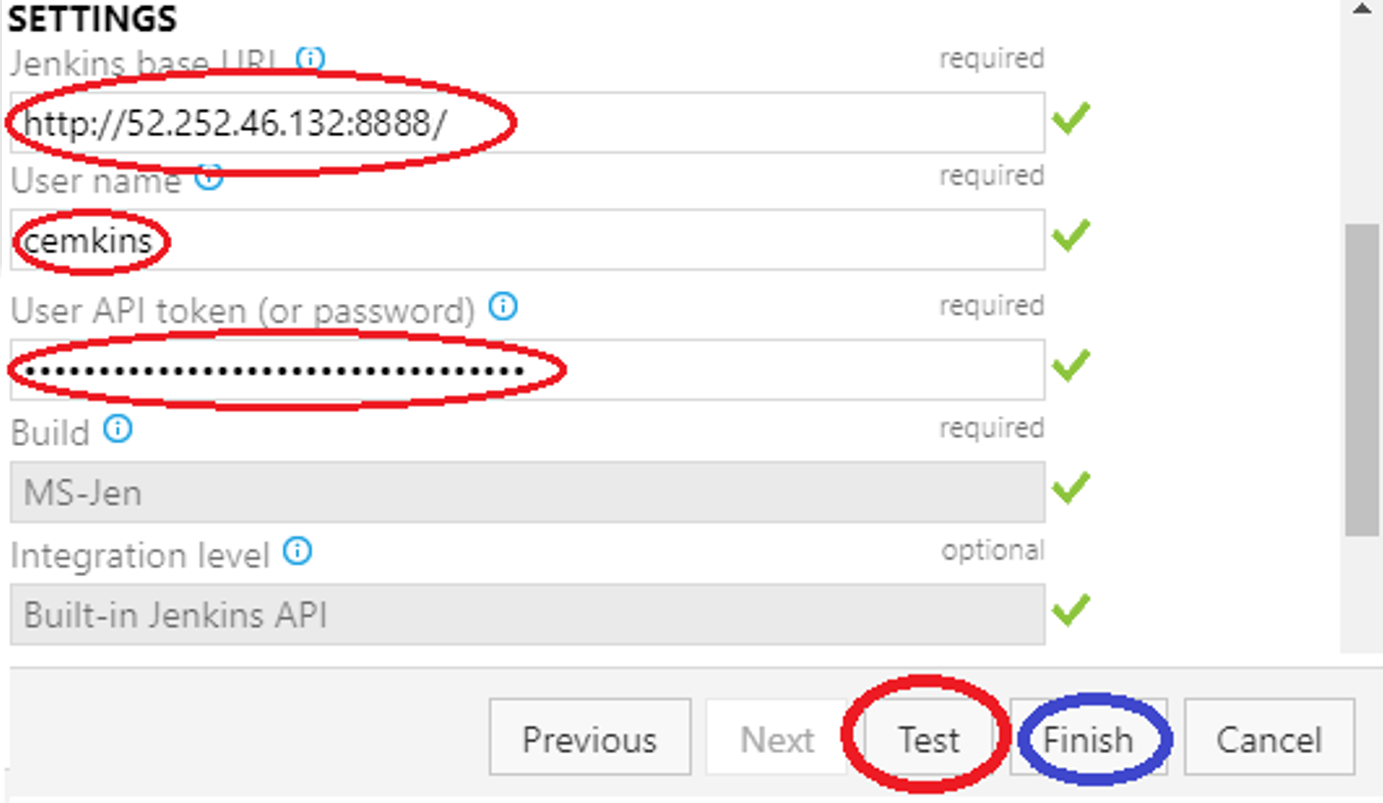 SETTINGS
Jenkins base URL required
http://52.252.46.132:8888/
User name required
cemkins
User API token (or password) required
••••••••••••••••••••••••••••••••••
Build required
MS-Jen
Integration level optional
Built-in Jenkins API
Previous Next Test Finish Cancel